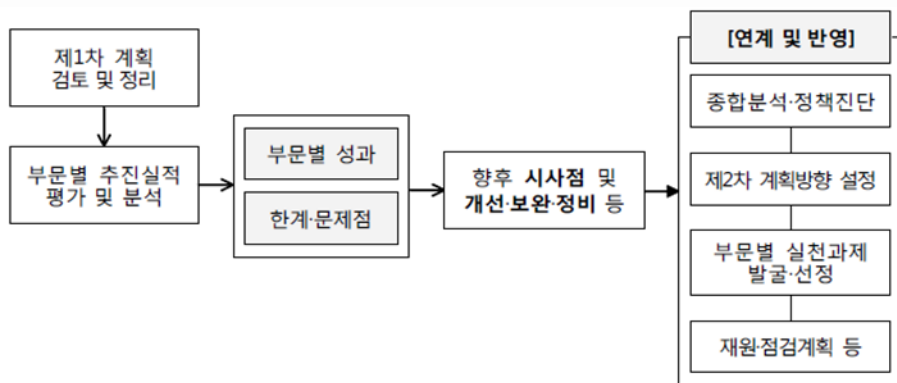 제1차 계획
검토 및 정리
부문별 추진실적
평가 및 분석
부문별 성과
한계·문제점
향후 시사점 및
개선·보완·정비 등
[연계 및 반영]
종합분석·정책진단
제2차 계획방향 설정
부문별 실천과제
발굴·선정
재원·점검계획 등